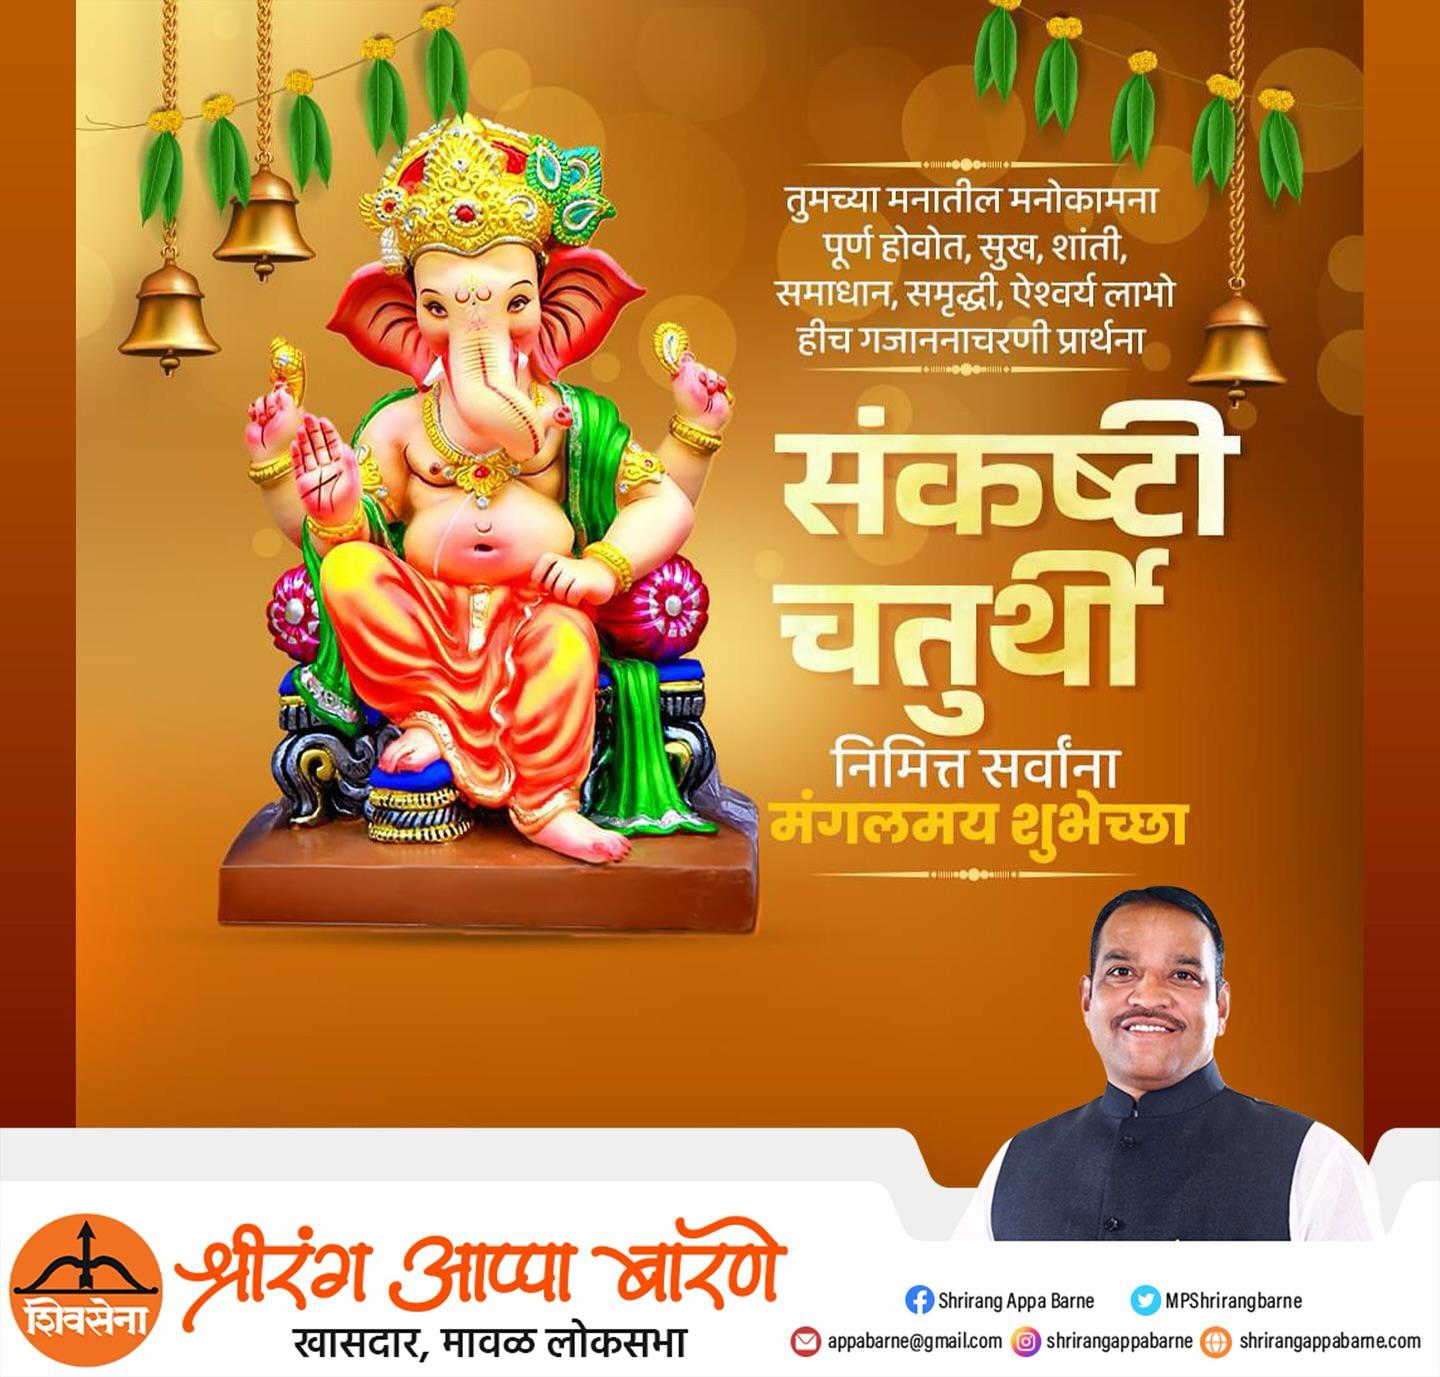 तुमच्या मनातील मनोकामना
पूर्ण होवोत, सुख, शांती,
समाधान, समृद्धी, ऐश्वर्य लाभो
हीच गजाननाचरणी प्रार्थना
संकष्टी
चतुर्थी
निमित्त सर्वांना
मंगलमय शुभेच्छा
शिवसेना
श्रीरंग आप्पा बारणे
खासदार, मावळ लोकसभा
Shrirang Appa Barne
MPShrirangbarne
appabarne@gmail.com
shrirangappabarne
shrirangappabarne.com